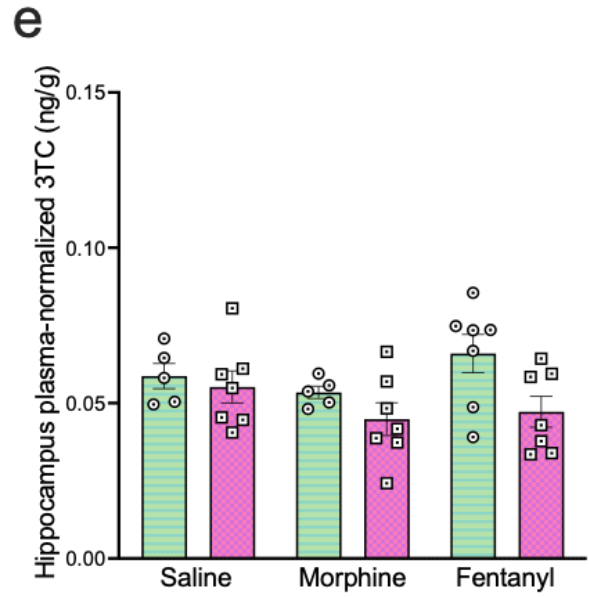 e
Hippocampus plasma-normalized 3TC (ng/g)
0.15
0.10
0.05
0.00
Saline Morphine Fentanyl